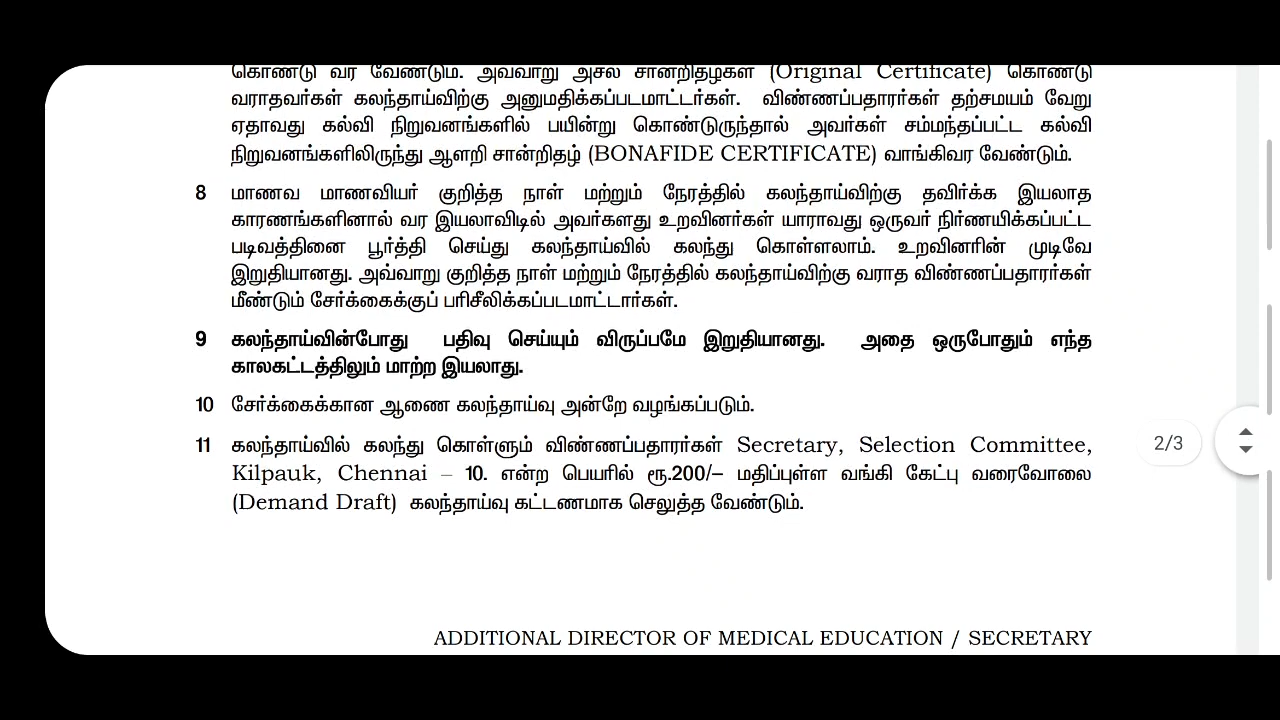 கொண்டு வர வேண்டும். அவ்வாறு அசல் சான்றிதழ்கள் (Original Certificate) கொண்டு
வராதவர்கள் கலந்தாய்விற்கு அனுமதிக்கப்படமாட்டார்கள். விண்ணப்பதாரர்கள் தற்சமயம் வேறு
ஏதாவது கல்வி நிறுவனங்களில் பயின்று கொண்டுருந்தால் அவர்கள் சம்மந்தப்பட்ட கல்வி
நிறுவனங்களிலிருந்து ஆளறி சான்றிதழ் (BONAFIDE CERTIFICATE) வாங்கிவர வேண்டும்.
8 மாணவ மாணவியர் குறித்த நாள் மற்றும் நேரத்தில் கலந்தாய்விற்கு தவிர்க்க இயலாத
காரணங்களினால் வர இயலாவிடில் அவர்களது உறவினர்கள் யாராவது ஒருவர் நிர்ணயிக்கப்பட்ட
படிவத்தினை பூர்த்தி செய்து கலந்தாய்வில் கலந்து கொள்ளலாம். உறவினரின் முடிவே
இறுதியானது. அவ்வாறு குறித்த நாள் மற்றும் நேரத்தில் கலந்தாய்விற்கு வராத விண்ணப்பதாரர்கள்
மீண்டும் சேர்க்கைக்குப் பரிசீலிக்கப்படமாட்டார்கள்.
9 கலந்தாய்வின்போது பதிவு செய்யும் விருப்பமே இறுதியானது. அதை ஒருபோதும் எந்த
காலகட்டத்திலும் மாற்ற இயலாது.
10 சேர்க்கைக்கான ஆணை கலந்தாய்வு அன்றே வழங்கப்படும்.
11 கலந்தாய்வில் கலந்து கொள்ளும் விண்ணப்பதாரர்கள் Secretary, Selection Committee,
Kilpauk, Chennai – 10. என்ற பெயரில் ரூ.200/– மதிப்புள்ள வங்கி கேட்பு வரைவோலை
(Demand Draft) கலந்தாய்வு கட்டணமாக செலுத்த வேண்டும்.
2/3
ADDITIONAL DIRECTOR OF MEDICAL EDUCATION / SECRETARY